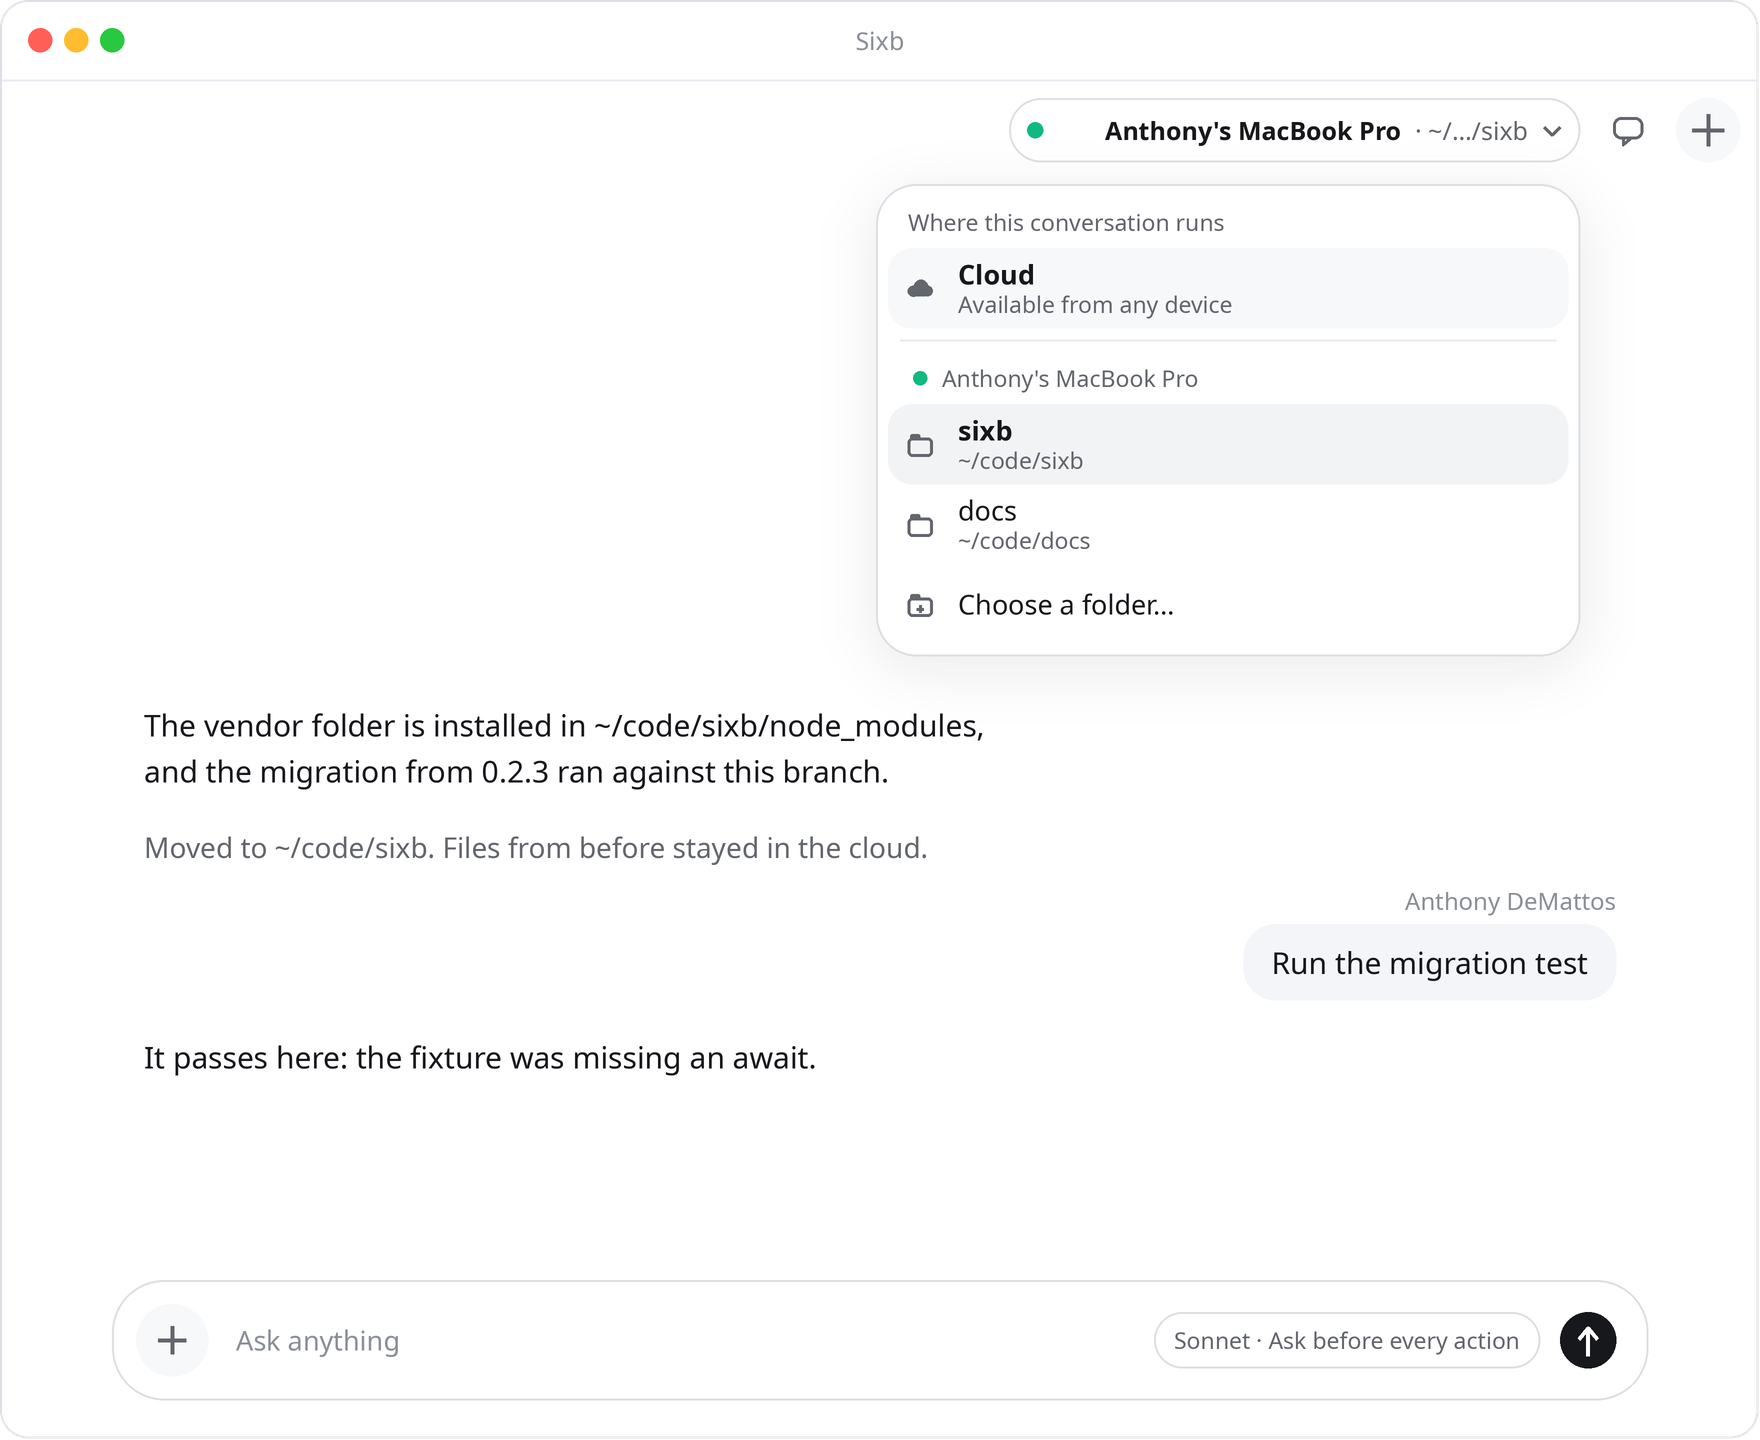 Sixb
Anthony's MacBook Pro · ~/.../sixb
Where this conversation runs
Cloud
Available from any device
Anthony's MacBook Pro
sixb
~/code/sixb
docs
~/code/docs
Choose a folder...
The vendor folder is installed in ~/code/sixb/node_modules,
and the migration from 0.2.3 ran against this branch.
Moved to ~/code/sixb. Files from before stayed in the cloud.
Anthony DeMattos
Run the migration test
It passes here: the fixture was missing an await.
Ask anything
Sonnet · Ask before every action